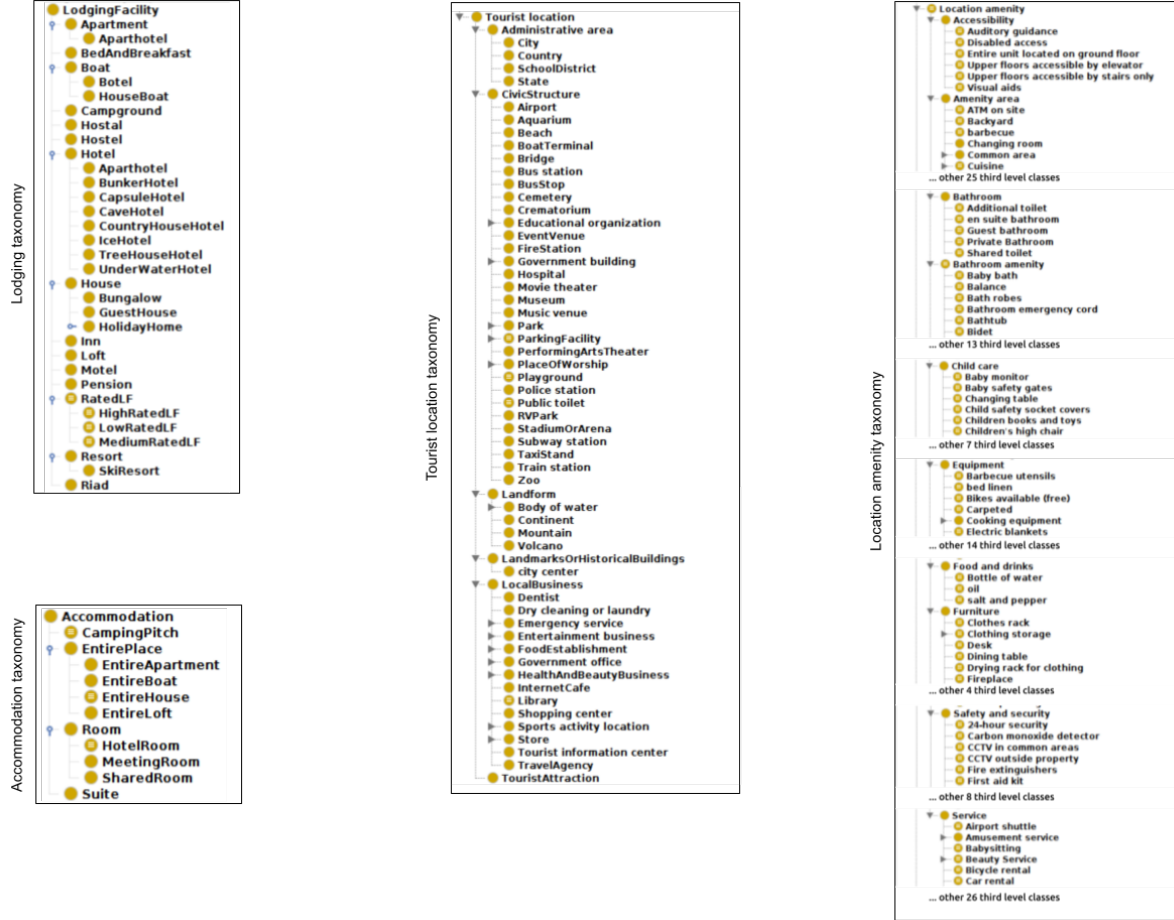 Lodging taxonomy
LodgingFacility
Apartment
Aparthotel
BedAndBreakfast
Boat
Botel
HouseBoat
Campground
Hostal
Hostel
Hotel
Aparthotel
BunkerHotel
CapsuleHotel
CaveHotel
CountryHouseHotel
IceHotel
TreeHouseHotel
UnderWaterHotel
House
Bungalow
GuestHouse
HolidayHome
Inn
Loft
Motel
Pension
RatedLF
HighRatedLF
LowRatedLF
MediumRatedLF
Resort
SkiResort
Riad
Accommodation taxonomy
Accommodation
CampingPitch
EntirePlace
EntireApartment
EntireBoat
EntireHouse
EntireLoft
Room
HotelRoom
MeetingRoom
SharedRoom
Suite
Tourist location taxonomy
Tourist location
Administrative area
City
Country
SchoolDistrict
State
CivicStructure
Airport
Aquarium
Beach
BoatTerminal
Bridge
Bus station
BusStop
Cemetery
Crematorium
Educational organization
EventVenue
FireStation
Government building
Hospital
Movie theater
Museum
Music venue
Park
ParkingFacility
PerformingArtsTheater
PlaceOfWorship
Playground
Police station
Public toilet
RVPark
StadiumOrArena
Subway station
TaxiStand
Train station
Zoo
Landform
Body of water
Continent
Mountain
Volcano
LandmarksOrHistoricalBuildings
city center
LocalBusiness
Dentist
Dry cleaning or laundry
Emergency service
Entertainment business
FoodEstablishment
Government office
HealthAndBeautyBusiness
InternetCafe
Library
Shopping center
Sports activity location
Store
Tourist information center
TravelAgency
TouristAttraction
Location amenity taxonomy
Location amenity
Accessibility
Auditory guidance
Disabled access
Entire unit located on ground floor
Upper floors accessible by elevator
Upper floors accessible by stairs only
Visual aids
Amenity area
ATM on site
Backyard
barbecue
Changing room
Common area
Cuisine
... other 25 third level classes
Bathroom
Additional toilet
en suite bathroom
Guest bathroom
Private Bathroom
Shared toilet
Bathroom amenity
Baby bath
Balance
Bath robes
Bathroom emergency cord
Bathtub
Bidet
... other 13 third level classes
Child care
Baby monitor
Baby safety gates
Changing table
Child safety socket covers
Children books and toys
Children's high chair
... other 7 third level classes
Equipment
Barbecue utensils
bed linen
Bikes available (free)
Carpeted
Cooking equipment
Electric blankets
... other 14 third level classes
Food and drinks
Bottle of water
oil
salt and pepper
Furniture
Clothes rack
Clothing storage
Desk
Dining table
Drying rack for clothing
Fireplace
... other 4 third level classes
Safety and security
24-hour security
Carbon monoxide detector
CCTV in common areas
CCTV outside property
Fire extinguishers
First aid kit
... other 8 third level classes
Service
Airport shuttle
Amusement service
Babysitting
Beauty Service
Bicycle rental
Car rental
... other 26 third level classes